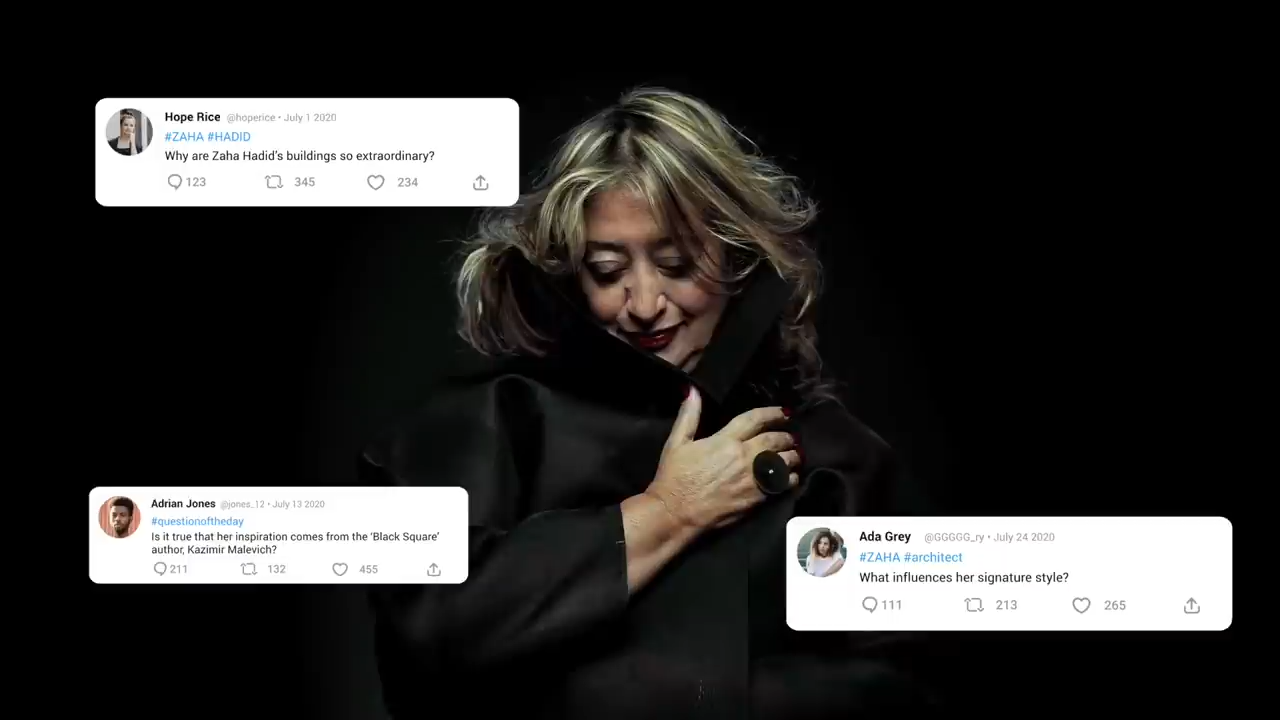 Hope Rice @hoperice • July 1 2020
#ZAHA #HADID
Why are Zaha Hadid's buildings so extraordinary?
123 345 234
Adrian Jones @jones_12 • July 13 2020
#questionoftheday
Is it true that her inspiration comes from the 'Black Square'
author, Kazimir Malevich?
211 132 455
Ada Grey @GGGGG_ry • July 24 2020
#ZAHA #architect
What influences her signature style?
111 213 265